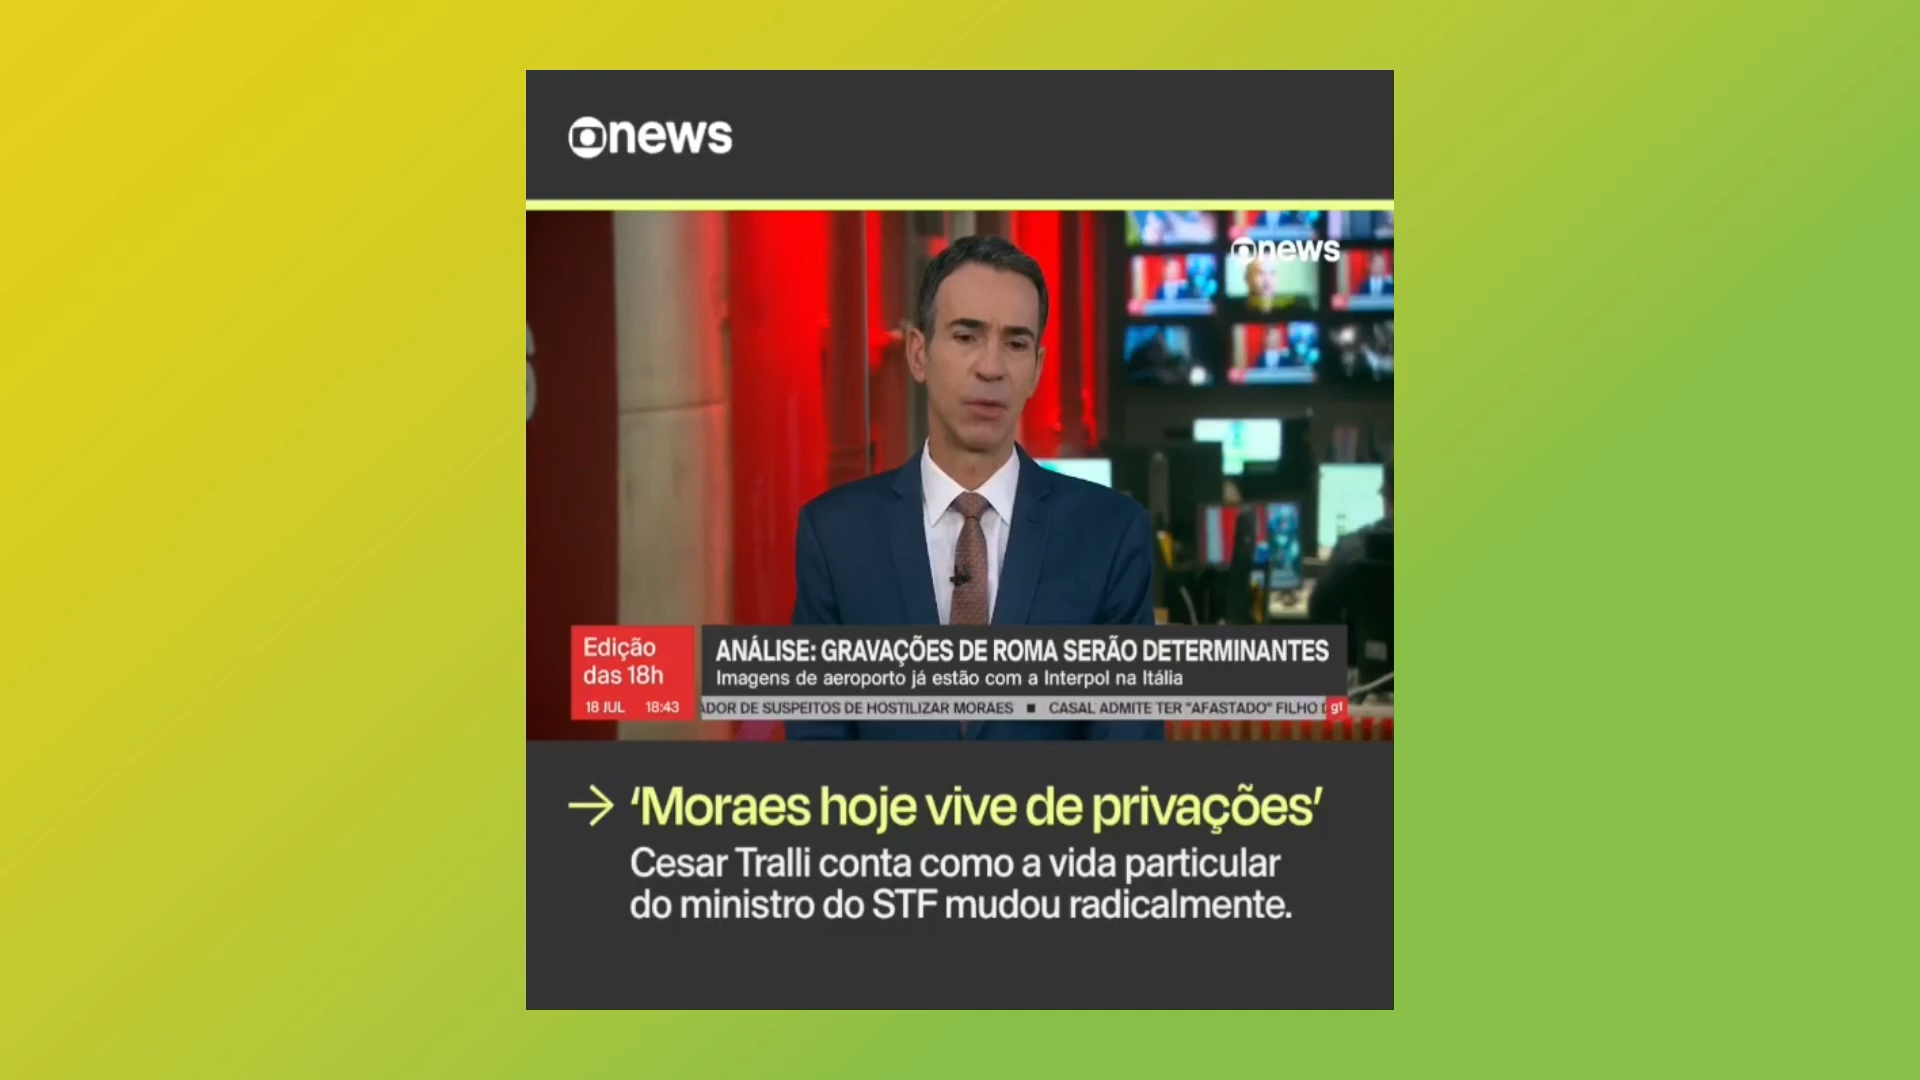 news
news
Edição
das 18h
18 JUL 18:43
ANÁLISE: GRAVAÇÕES DE ROMA SERÃO DETERMINANTES
Imagens de aeroporto já estão com a Interpol na Itália
DE SUSPEITOS DE HOSTILIZAR MORAES ■ CASAL ADMITE TER "AFASTADO" FILHO
g1
→ ‘Moraes hoje vive de privações’
Cesar Tralli conta como a vida particular
do ministro do STF mudou radicalmente.